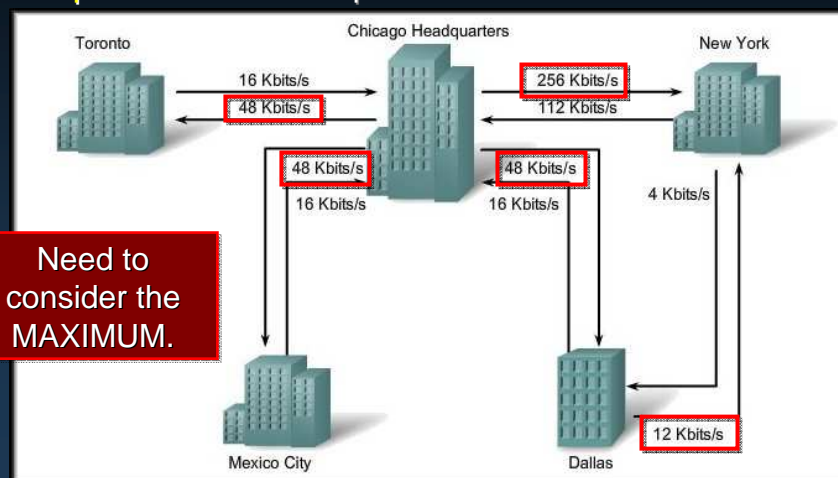 Chicago Headquarters
Toronto
New York
16 Kbits/s
256 Kbits/s
48 Kbits/s
112 Kbits/s
48 Kbits/s
48 Kbits/s
16 Kbits/s
16 Kbits/s
4 Kbits/s
Need to
consider the
MAXIMUM.
12 Kbits/s
Mexico City
Dallas